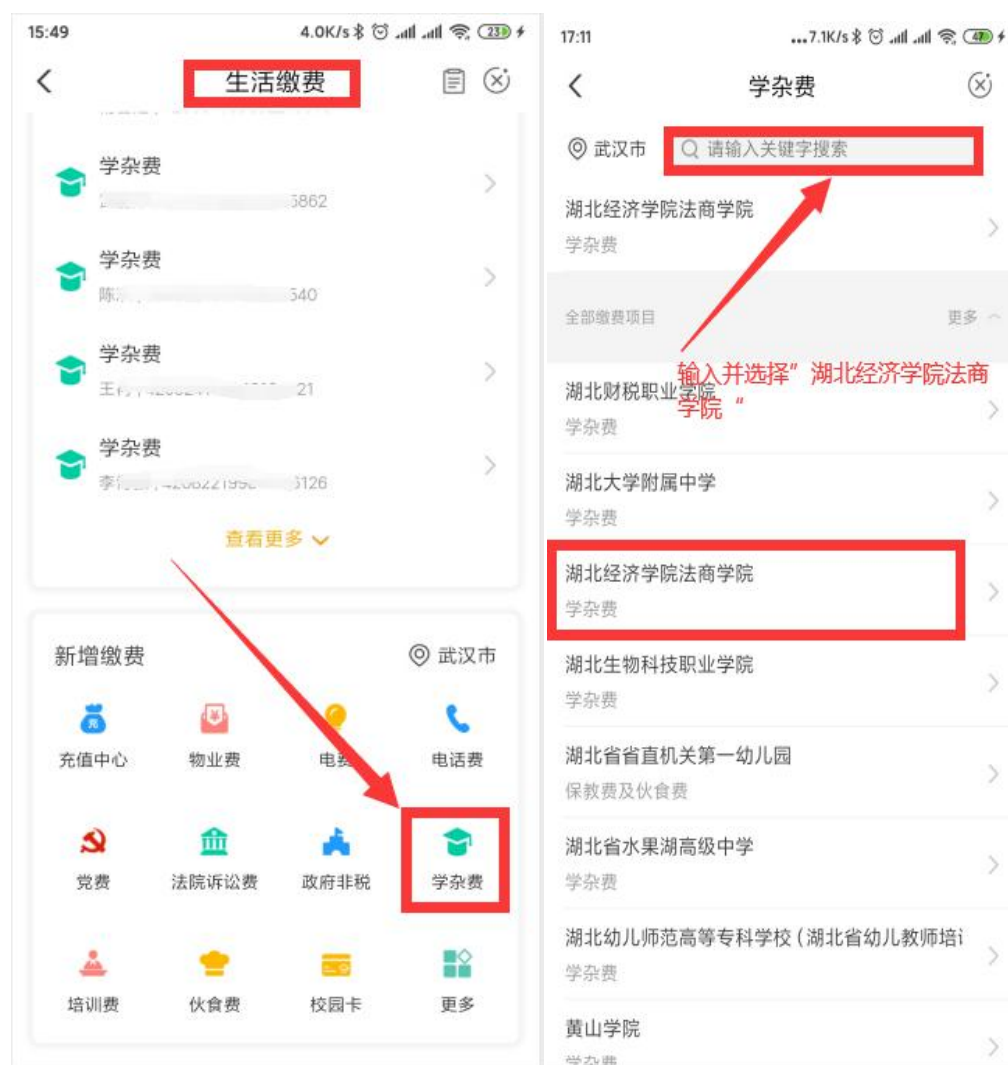 15:49
4.0K/s
23
生活缴费
学杂费
5862
学杂费
陈
540
学杂费
21
学杂费
6126
查看更多
新增缴费
武汉市
充
充值中心
物业费
电费
电话费
党费
法院诉讼费
政府非税
学杂费
培训费
伙食费
校园卡
更多
17:11
...7.1K/s
47
学杂费
武汉市
请输入关键字搜索
湖北经济学院法商学院
学杂费
全部缴费项目
更多
输入并选择”湖北经济学院法商
学院“
湖北财税职业学院
学杂费
湖北大学附属中学
学杂费
湖北经济学院法商学院
学杂费
湖北生物科技职业学院
学杂费
湖北省省直机关第一幼儿园
保教费及伙食费
湖北省水果湖高级中学
学杂费
湖北幼儿师范高等专科学校(湖北省幼儿教师培
学杂费
黄山学院
学杂费